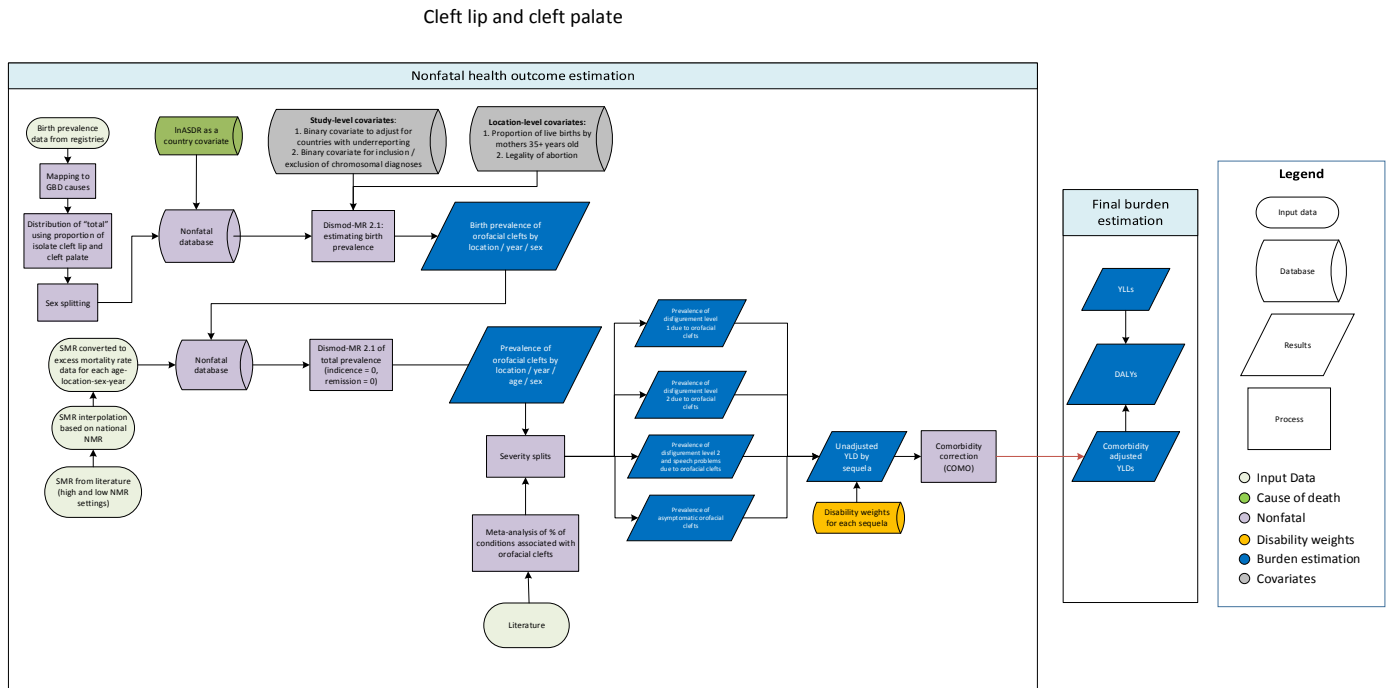 Cleft lip and cleft palate
Nonfatal health outcome estimation
Birth prevalence
data from registries
lnASDR as a
country covariate
Study-level covariates:
1. Binary covariate to adjust for
countries with underreporting
2. Binary covariate for inclusion /
exclusion of chromosomal diagnoses
Location-level covariates:
1. Proportion of live births by
mothers 35+ years old
2. Legality of abortion
Mapping to
GBD causes
Distribution of "total"
using proportion of
isolate cleft lip and
cleft palate
Sex splitting
Nonfatal
database
Dismod-MR 2.1:
estimating birth
prevalence
Birth prevalence of
orofacial clefts by
location / year / sex
SMR converted to
excess mortality rate
data for each age-
location-sex-year
SMR interpolation
based on national
NMR
SMR from literature
(high and low NMR
settings)
Nonfatal
database
Dismod-MR 2.1 of
total prevalence
(indicence = 0,
remission = 0)
Prevalence of
orofacial clefts by
location / year /
age / sex
Severity splits
Meta-analysis of % of
conditions associated with
orofacial clefts
Literature
Prevalence of
disfigurement level
1 due to orofacial
clefts
Prevalence of
disfigurement level
2 due to orofacial
clefts
Prevalence of
disfigurement level 2
and speech problems
due to orofacial clefts
Prevalence of
asymptomatic orofacial
clefts
Unadjusted
YLD by
sequela
Disability weights
for each sequela
Comorbidity
correction
(COMO)
Final burden
estimation
YLLs
DALYs
Comorbidity
adjusted YLDs
Legend
Input data
Database
Results
Process
Input Data
Cause of death
Nonfatal
Disability weights
Burden estimation
Covariates